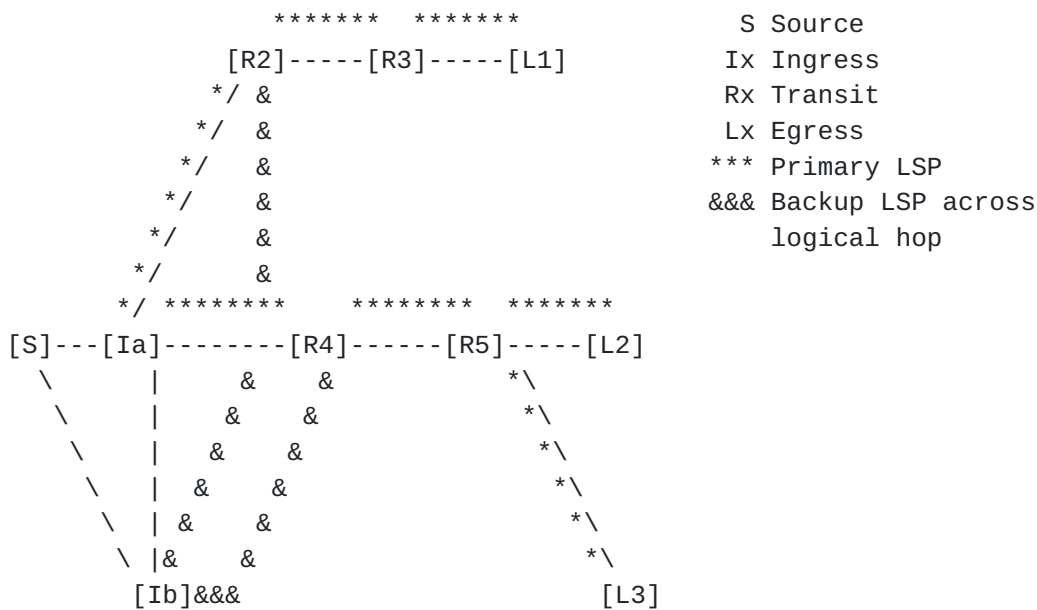 *******  *******              S Source
              [R2]-----[R3]-----[L1]          Ix Ingress
             */ &                             Rx Transit
            */  &                             Lx Egress
           */   &                            *** Primary LSP
          */    &                            &&& Backup LSP across
         */     &                                logical hop
        */      &
       */ ********    ********  *******
[S]---[Ia]--------[R4]------[R5]-----[L2]
  \      |     &    &           *\
   \     |    &    &             *\
    \    |   &    &               *\
     \   |  &    &                 *\
      \  | &    &                   *\
       \ |&    &                     *\
        [Ib]&&&                       [L3]